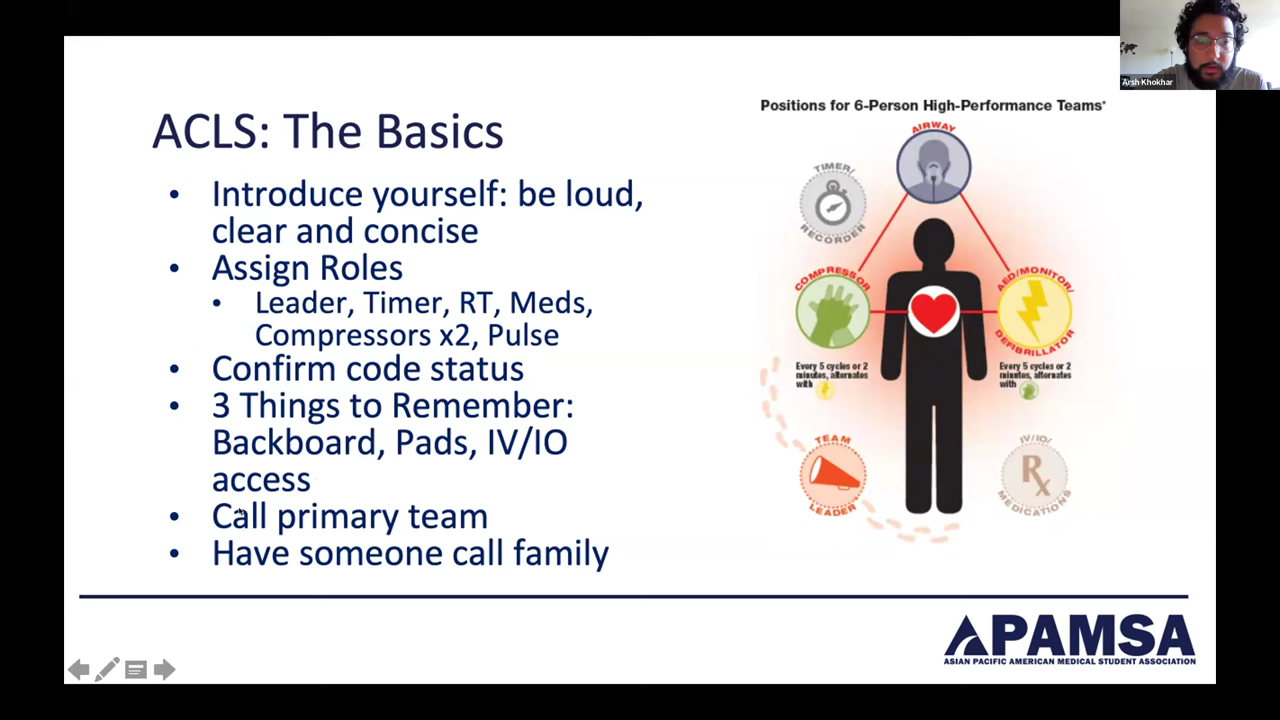 Arsh Khokhar
ACLS: The Basics
• Introduce yourself: be loud,
clear and concise
• Assign Roles
• Leader, Timer, RT, Meds,
Compressors x2, Pulse
• Confirm code status
• 3 Things to Remember:
Backboard, Pads, IV/IO
access
• Call primary team
• Have someone call family
Positions for 6-Person High-Performance Teams*
AIRWAY
TIMER/
RECORDER
COMPRESSOR
AED/MONITOR/
DEFIBRILLATOR
Every 5 cycles or 2
minutes, alternates
with
Every 5 cycles or 2
minutes, alternates
with
TEAM
LEADER
IV/IO/
Rx
MEDICATIONS
APAMSA
ASIAN PACIFIC AMERICAN MEDICAL STUDENT ASSOCIATION